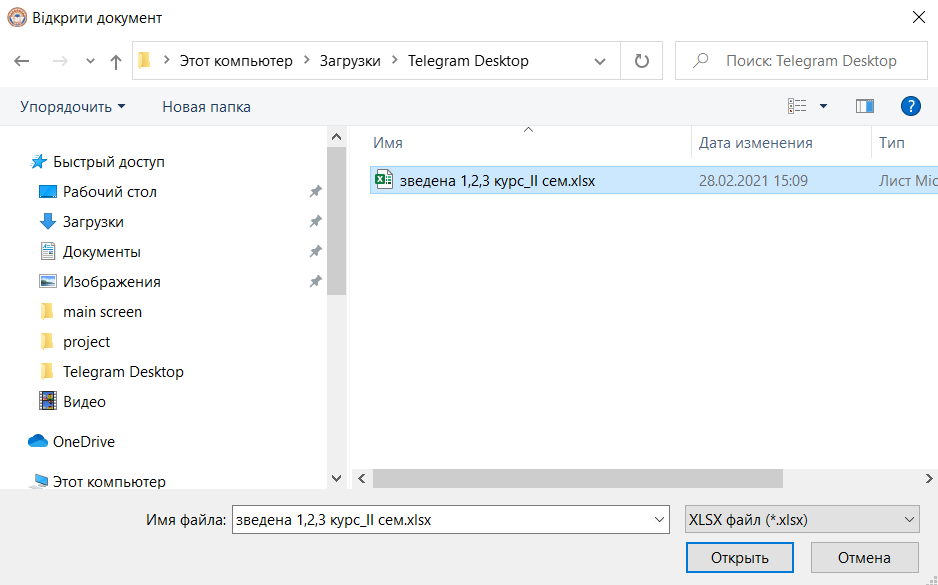 Відкрити документ
Этот компьютер > Загрузки > Telegram Desktop
Поиск: Telegram Desktop
Упорядочить
Новая папка
?
Быстрый доступ
Рабочий стол
Загрузки
Документы
Изображения
main screen
project
Telegram Desktop
Видео
OneDrive
Этот компьютер
Имя
Дата изменения
Тип
зведена 1,2,3 курс_II сем.xlsx
28.02.2021 15:09
Лист Mic
Имя файла:
зведена 1,2,3 курс_II сем.xlsx
XLSX файл (*.xlsx)
Открыть
Отмена